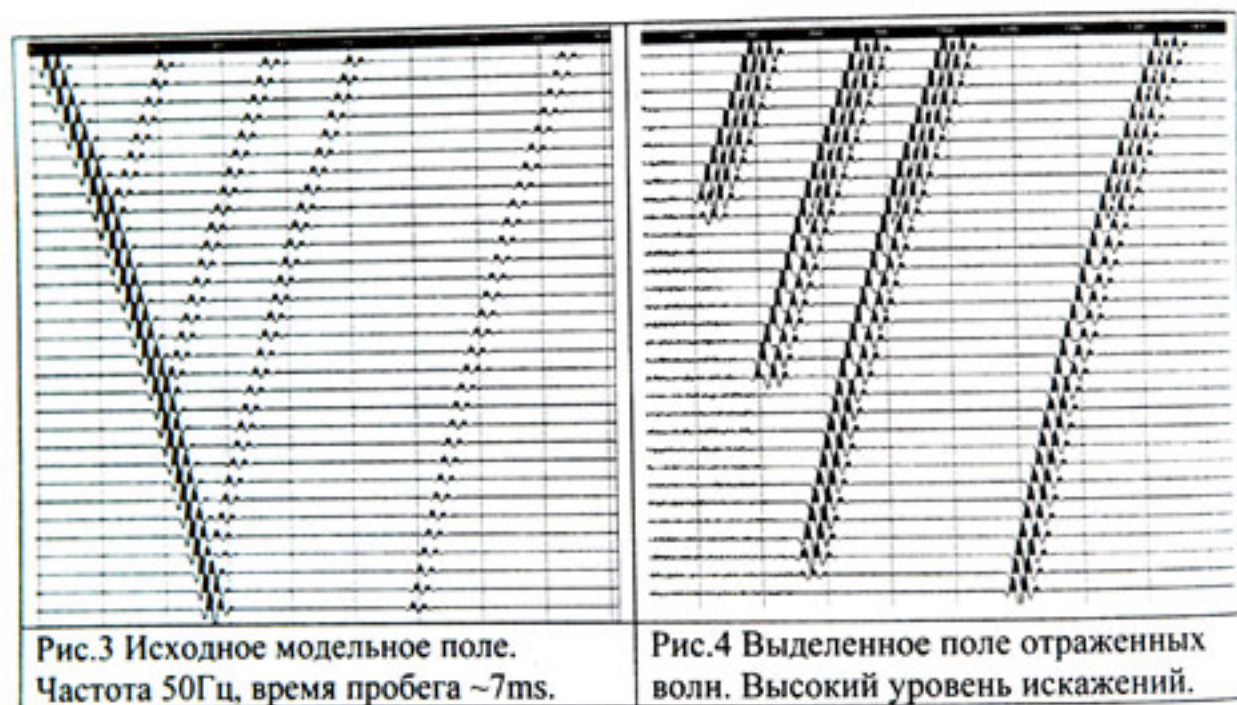 Рис.3 Исходное модельное поле.
Частота 50Гц, время пробега ~7ms.
Рис.4 Выделенное поле отраженных
волн. Высокий уровень искажений.